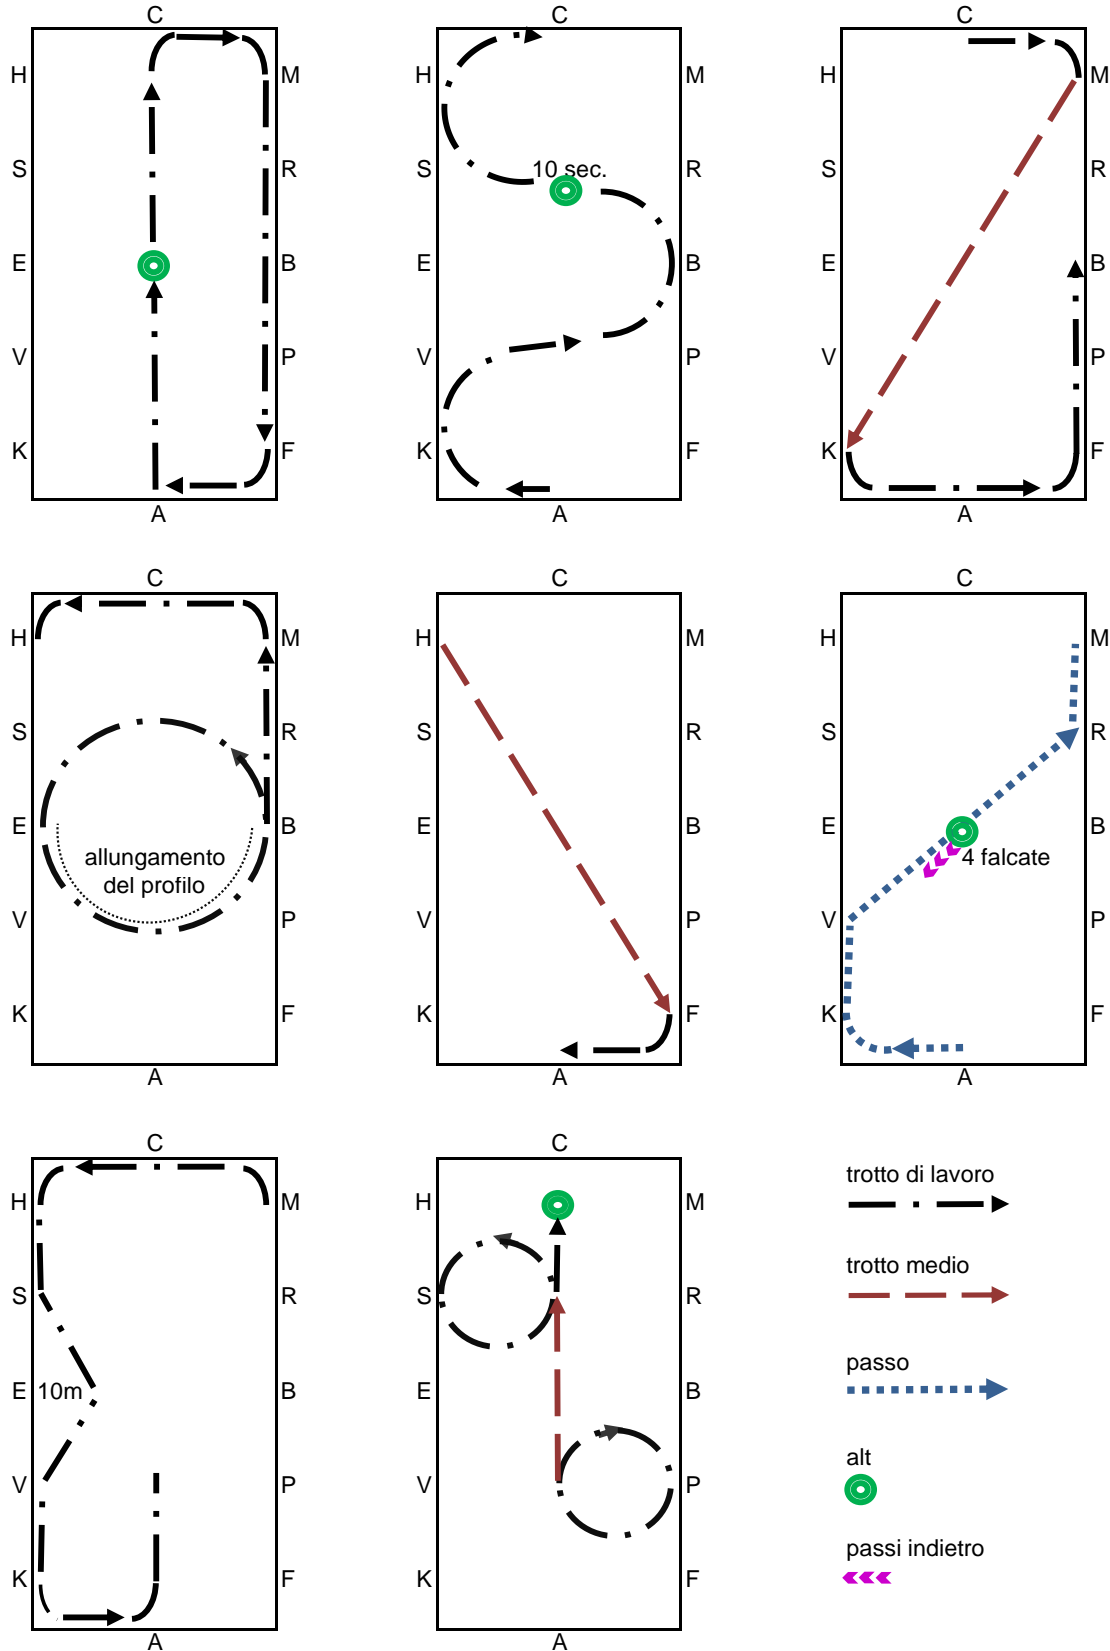 C C C
H M H M H M
S R S 10 sec. R S R
E B E B E B
V P V P V P
K F K F K F
A A A
C C C
H M H M H M
S R S R S R
E B E B E B
allungamento 4 falcate
del profilo
V P V P V P
K F K F K F
A A A
C C
trotto di lavoro
H M H M
trotto medio
S R S R
passo
E 10m B E B
alt
V P V P
passi indietro
K F K F
A A